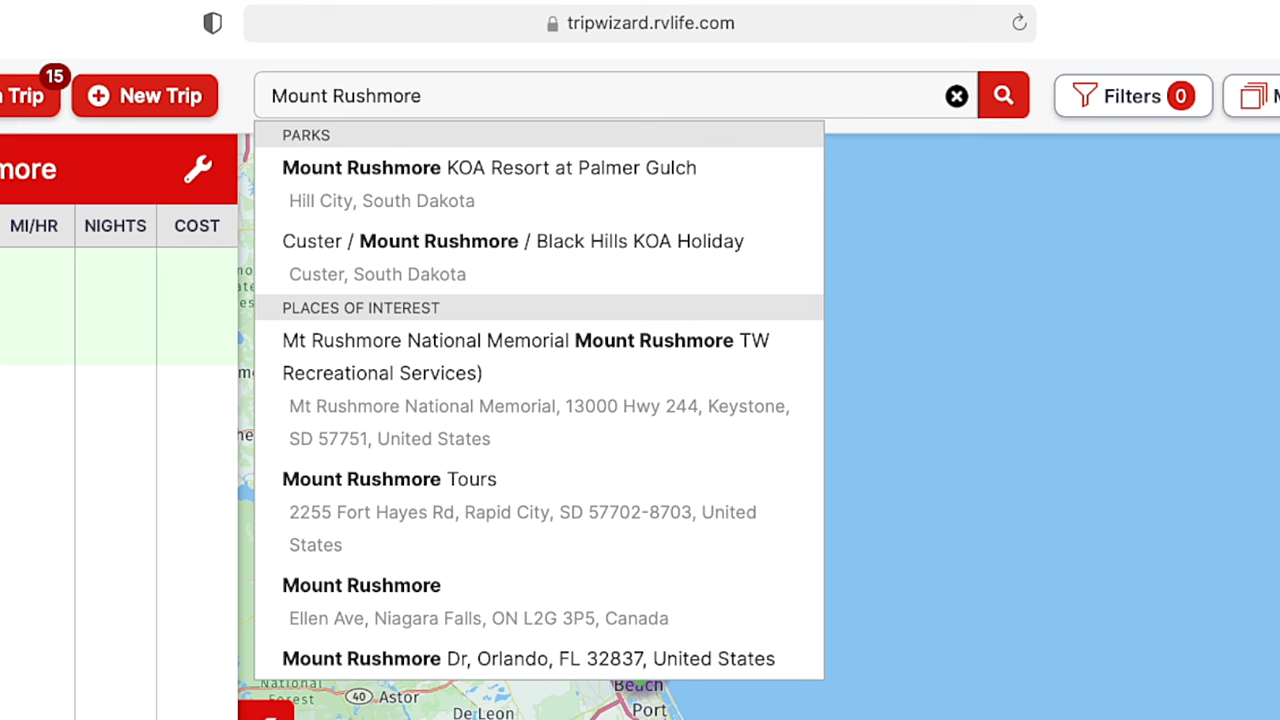 tripwizard.rvlife.com
15
Trip
New Trip
Mount Rushmore
Filters 0
more
PARKS
Mount Rushmore KOA Resort at Palmer Gulch
Hill City, South Dakota
MI/HR NIGHTS COST
Custer / Mount Rushmore / Black Hills KOA Holiday
Custer, South Dakota
PLACES OF INTEREST
Mt Rushmore National Memorial Mount Rushmore TW
Recreational Services)
Mt Rushmore National Memorial, 13000 Hwy 244, Keystone,
SD 57751, United States
Mount Rushmore Tours
2255 Fort Hayes Rd, Rapid City, SD 57702-8703, United
States
Mount Rushmore
Ellen Ave, Niagara Falls, ON L2G 3P5, Canada
Mount Rushmore Dr, Orlando, FL 32837, United States
National
Forest
40 Astor
De Leon
Beach
Port